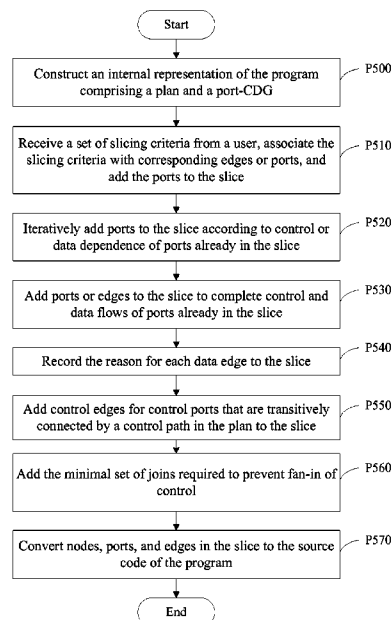 Start
P500
Construct an internal representation of the program
comprising a plan and a port-CDG
P510
Receive a set of slicing criteria from a user, associate the
slicing criteria with corresponding edges or ports, and
add the ports to the slice
P520
Iteratively add ports to the slice according to control or
data dependence of ports already in the slice
P530
Add ports or edges to the slice to complete control and
data flows of ports already in the slice
P540
Record the reason for each data edge to the slice
P550
Add control edges for control ports that are transitively
connected by a control path in the plan to the slice
P560
Add the minimal set of joins required to prevent fan-in of
control
P570
Convert nodes, ports, and edges in the slice to the source
code of the program
End